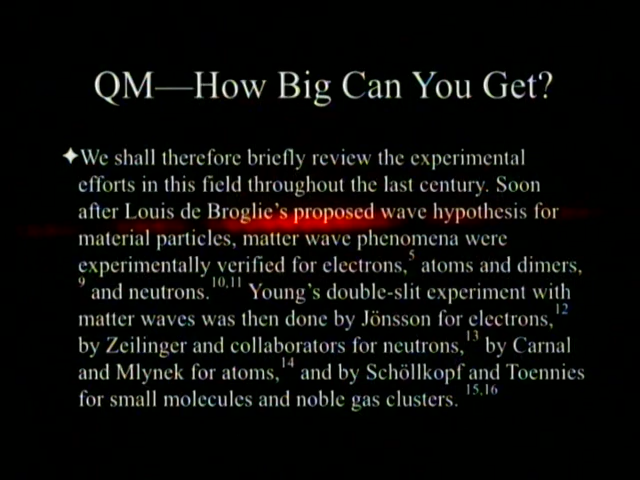 QM—How Big Can You Get?
✦We shall therefore briefly review the experimental
efforts in this field throughout the last century. Soon
after Louis de Broglie's proposed wave hypothesis for
material particles, matter wave phenomena were
experimentally verified for electrons,5 atoms and dimers,
9 and neutrons.10,11 Young's double-slit experiment with
matter waves was then done by Jönsson for electrons,12
by Zeilinger and collaborators for neutrons,13 by Carnal
and Mlynek for atoms,14 and by Schöllkopf and Toennies
for small molecules and noble gas clusters. 15,16